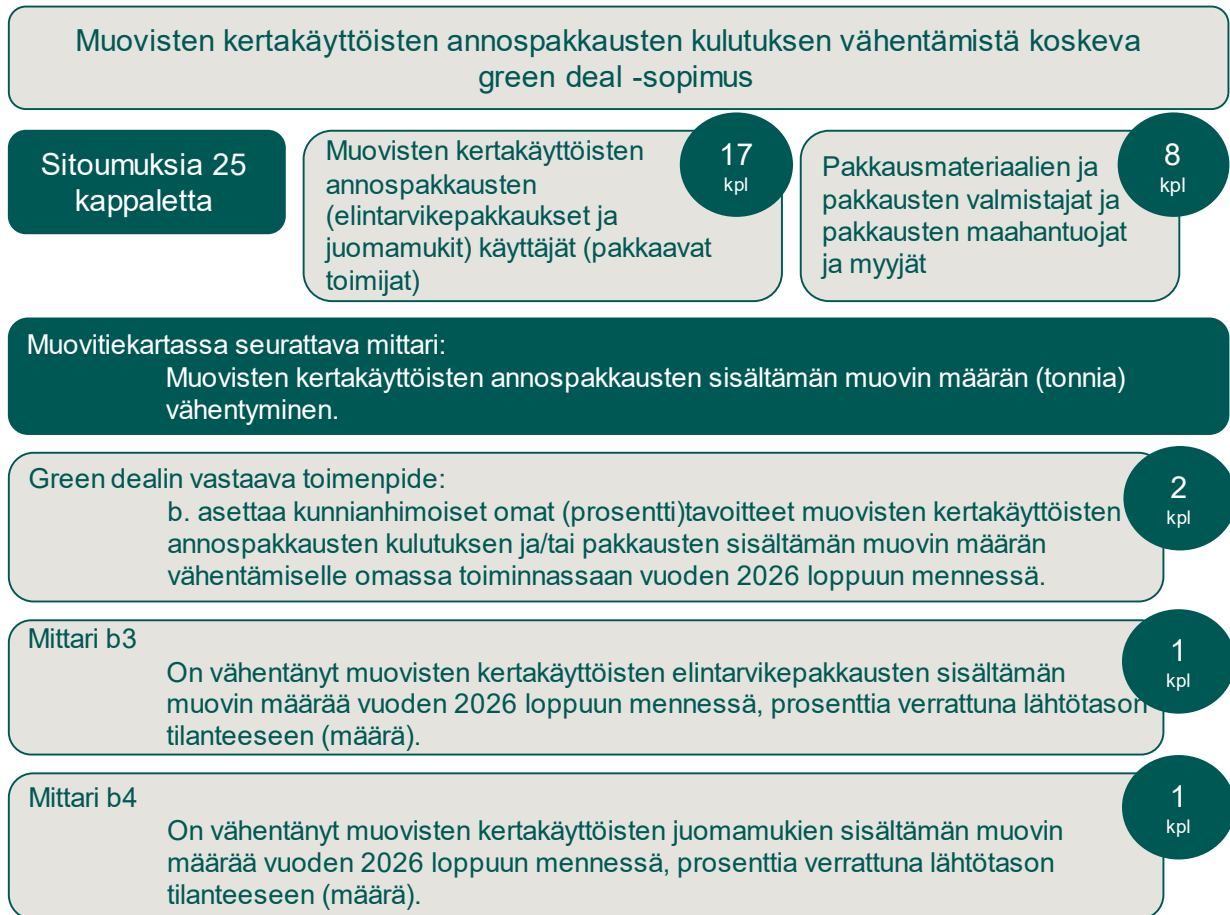 Muovisten kertakäyttöisten annospakkausten kulutuksen vähentämistä koskeva
green deal -sopimus
Sitoumuksia 25
kappaletta
Muovisten kertakäyttöisten
annospakkausten
(elintarvikepakkaukset ja
juomamukit) käyttäjät (pakkaavat
toimijat)
17
kpl
Pakkausmateriaalien ja
pakkausten valmistajat ja
pakkausten maahantuojat
ja myyjät
8
kpl
Muovitiekartassa seurattava mittari:
Muovisten kertakäyttöisten annospakkausten sisältämän muovin määrän (tonnia)
vähentyminen.
Green dealin vastaava toimenpide:
b. asettaa kunnianhimoiset omat (prosentti)tavoitteet muovisten kertakäyttöisten
annospakkausten kulutuksen ja/tai pakkausten sisältämän muovin määrän
vähentämiselle omassa toiminnassaan vuoden 2026 loppuun mennessä.
2
kpl
Mittari b3
On vähentänyt muovisten kertakäyttöisten elintarvikepakkausten sisältämän
muovin määrää vuoden 2026 loppuun mennessä, prosenttia verrattuna lähtötason
tilanteeseen (määrä).
1
kpl
Mittari b4
On vähentänyt muovisten kertakäyttöisten juomamukien sisältämän muovin
määrää vuoden 2026 loppuun mennessä, prosenttia verrattuna lähtötason
tilanteeseen (määrä).
1
kpl